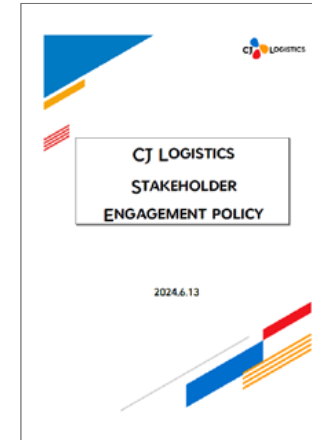 CJ LOGISTICS
CJ LOGISTICS
STAKEHOLDER
ENGAGEMENT POLICY
2024.6.13